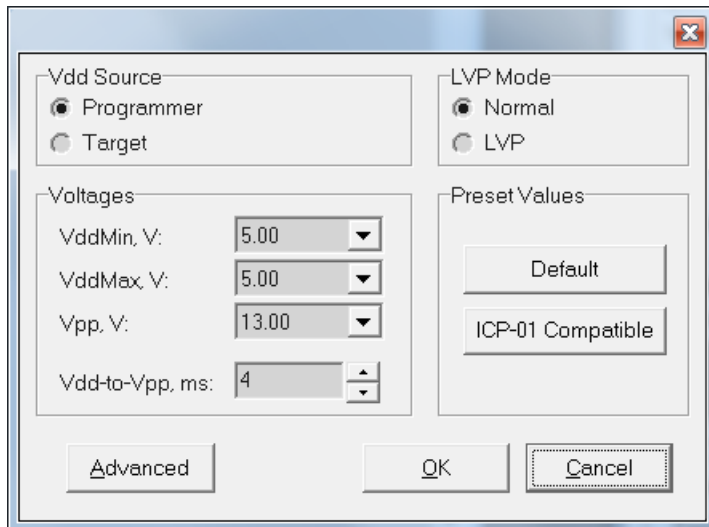 Vdd Source
Programmer
Target
LVP Mode
Normal
LVP
Voltages
VddMin, V: 5.00
VddMax, V: 5.00
Vpp, V: 13.00
Vdd-to-Vpp, ms: 4
Preset Values
Default
ICP-01 Compatible
Advanced OK Cancel